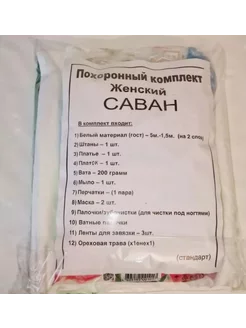 Похоронный комплект
Женский
САВАН
В комплект входит:
1) Белый материал (гост) – 5м.-1,5м. (на 2 слоя)
2) Штаны – 1 шт.
3) Платье – 1 шт.
4) Платок – 1 шт.
5) Вата – 200 грамм
6) Мыло – 1 шт.
7) Перчатки – (1 пара)
8) Маска – 2 шт.
9) Палочки/зубочистки (для чистки под ногтями)
10) Ватные палочки
11) Ленты для завязки – 3шт.
12) Ореховая трава
(стандарт)